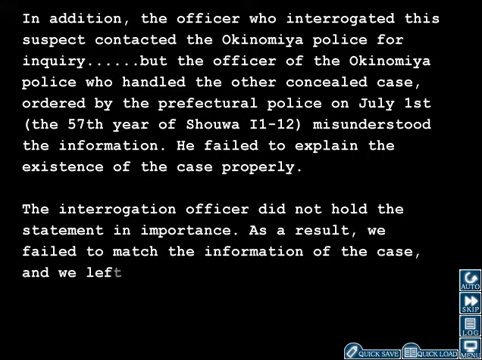 In addition, the officer who interrogated this
suspect contacted the Okinomiya police for
inquiry......but the officer of the Okinomiya
police who handled the other concealed case,
ordered by the prefectural police on July 1st
(the 57th year of Shouwa I1-12) misunderstood
the information. He failed to explain the
existence of the case properly.
The interrogation officer did not hold the
statement in importance. As a result, we
failed to match the information of the case,
and we left
AUTO
SKIP
LOG
MENU
QUICK SAVE
QUICK LOAD